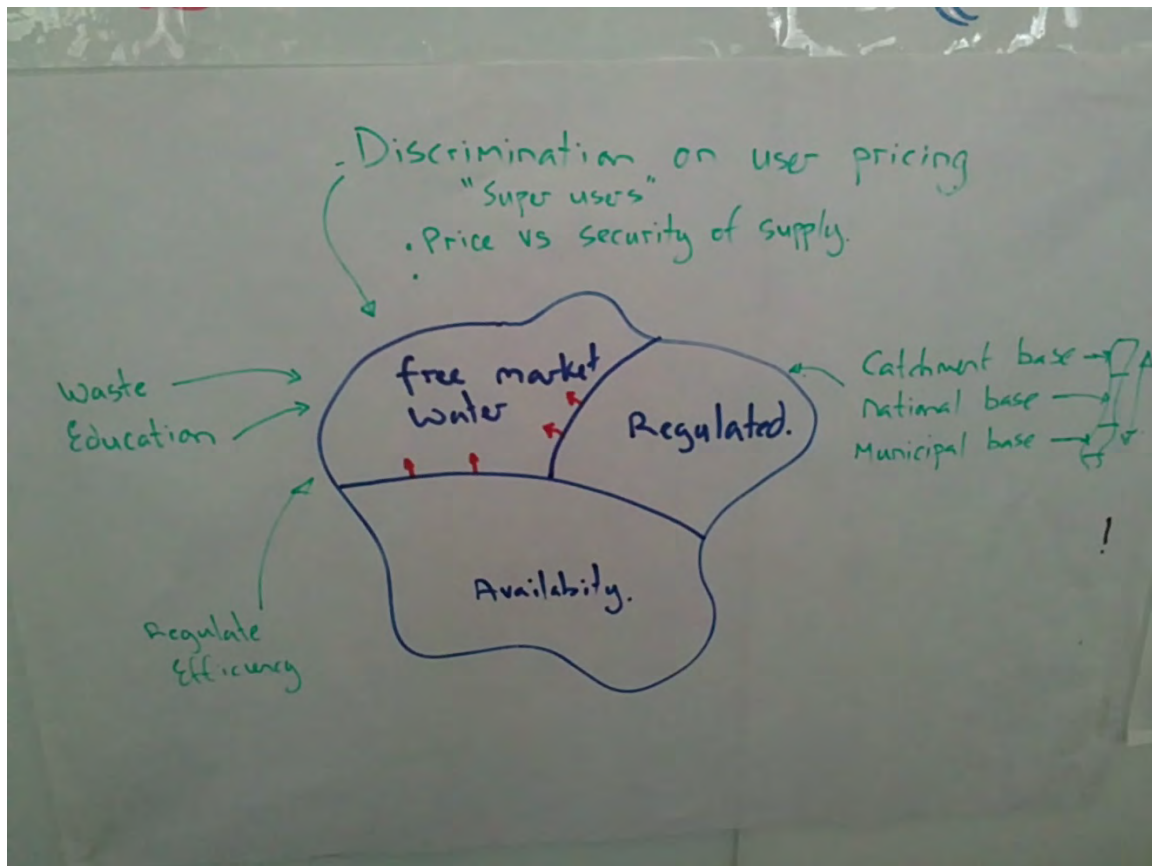 . Discrimination on user pricing
"Super users"
. Price vs security of supply.
.
free market
water
Regulated.
Availabity.
Waste
Education
Regulate
Efficiency
Catchment base
National base
Municipal base
!